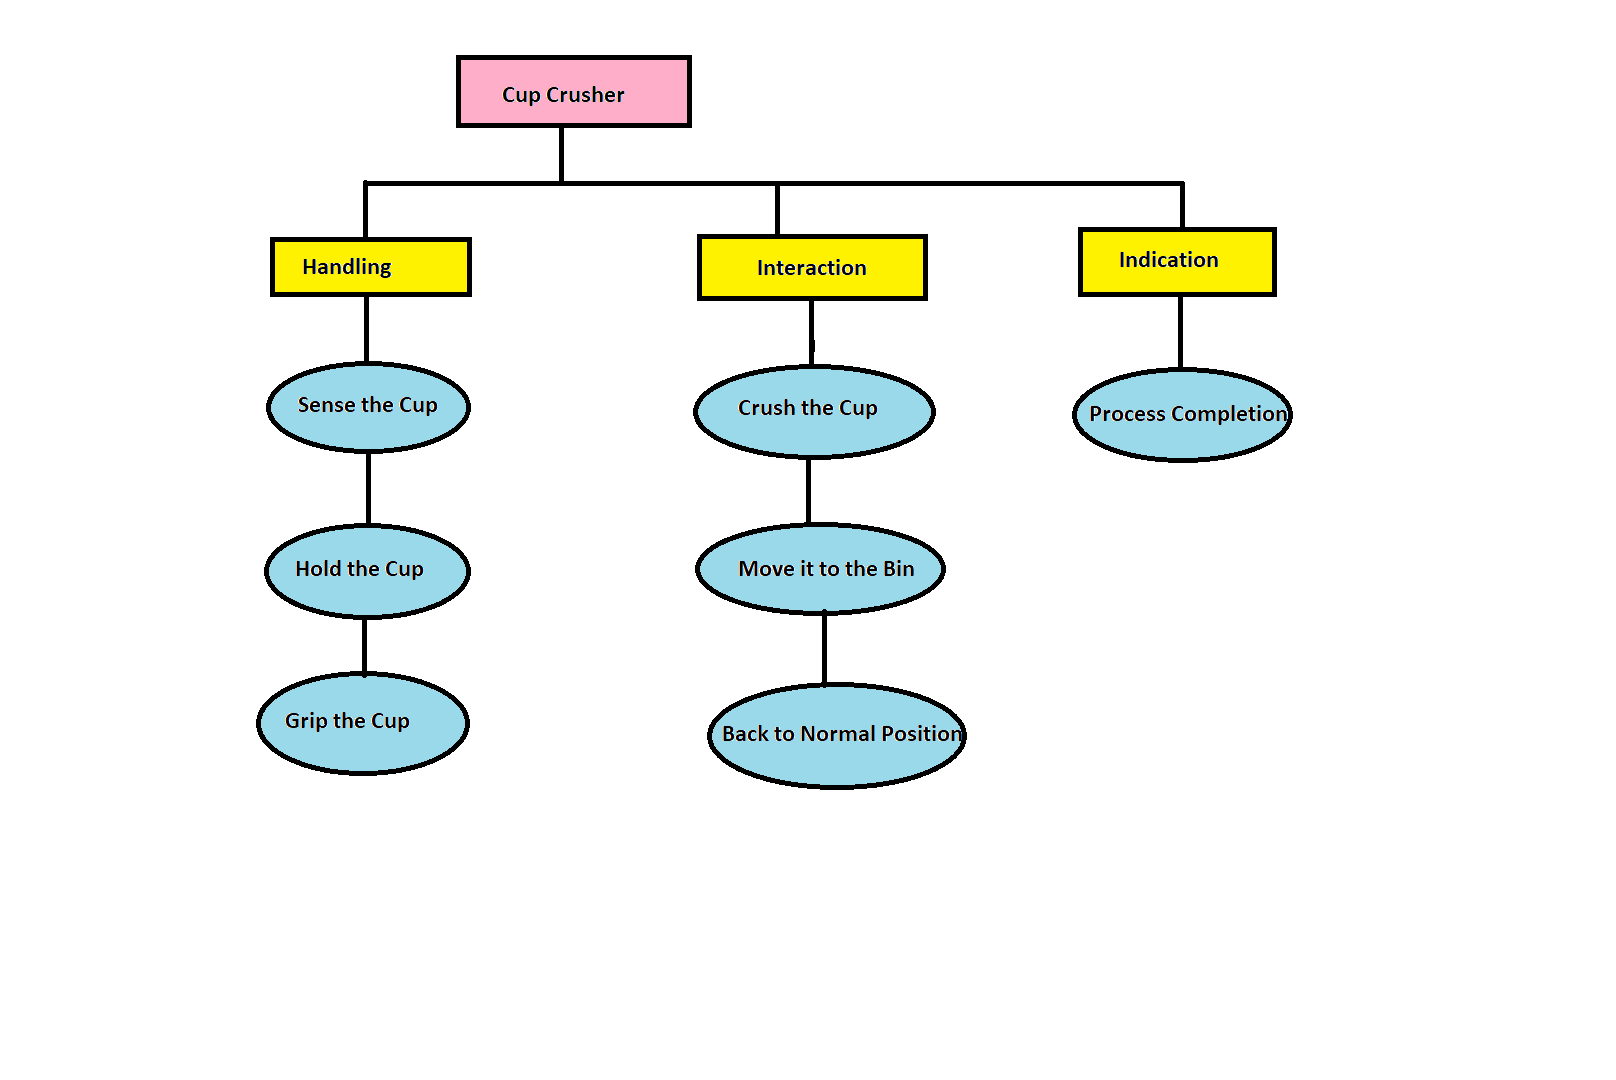 Cup Crusher
Handling
Interaction
Indication
Sense the Cup
Crush the Cup
Process Completion
Hold the Cup
Move it to the Bin
Grip the Cup
Back to Normal Position